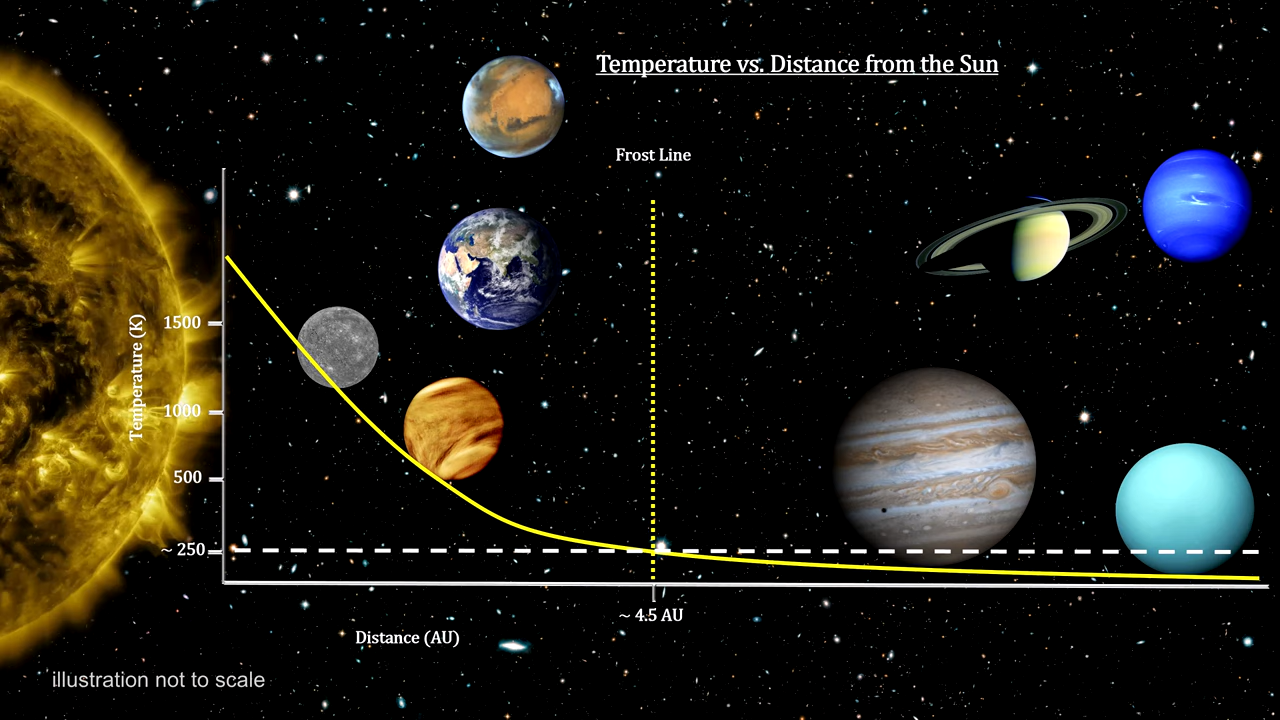 Temperature vs. Distance from the Sun
Frost Line
Temperature (K)
1500
1000
500
~ 250
~ 4.5 AU
Distance (AU)
illustration not to scale